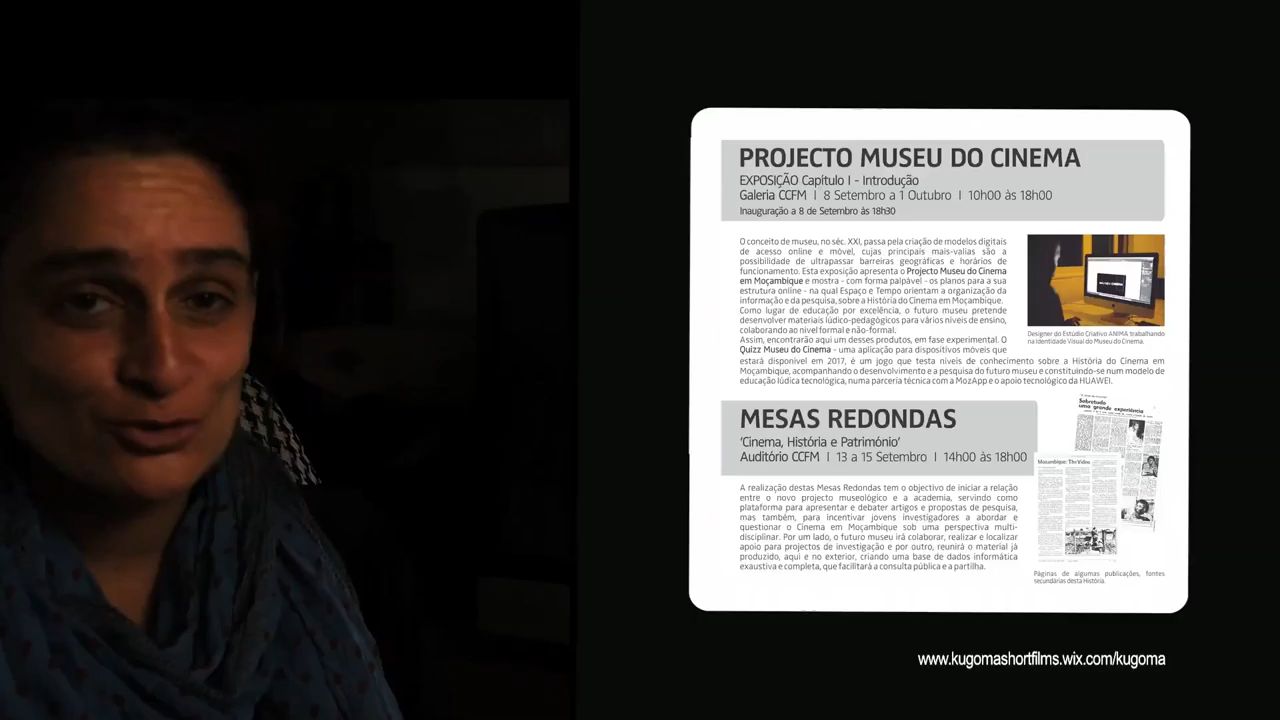 PROJECTO MUSEU DO CINEMA
EXPOSIÇÃO Capítulo I - Introdução
Galeria CCFM I 8 Setembro a 1 Outubro I 10h00 às 18h00
Inauguração a 8 de Setembro às 18h30
O conceito de museu, no séc. XXI, passa pela criação de modelos digitais
de acesso online e móvel, cujas principais mais-valias são a
possibilidade de ultrapassar barreiras geográficas e horários de
funcionamento. Esta exposição apresenta o Projecto Museu do Cinema
em Moçambique e mostra - com forma palpável - os planos para a sua
estrutura online - na qual Espaço e Tempo orientam a organização da
informação e da pesquisa, sobre a História do Cinema em Moçambique.
Como lugar de educação por excelência, o futuro museu pretende
desenvolver materiais lúdico-pedagógicos para vários níveis de ensino,
colaborando ao nível formal e não-formal.
Assim, encontrarão aqui um desses produtos, em fase experimental. O
Quizz Museu do Cinema - uma aplicação para dispositivos móveis que
estará disponível em 2017, é um jogo que testa níveis de conhecimento sobre a História do Cinema em
Moçambique, acompanhando o desenvolvimento e a pesquisa do futuro museu e constituindo-se num modelo de
educação lúdica tecnológica, numa parceria técnica com a MozApp e o apoio tecnológico da HUAWEI.
Designer do Estúdio Criativo ANIMA trabalhando
na Identidade Visual do Museu do Cinema.
MESAS REDONDAS
'Cinema, História e Património'
Auditório CCFM I 13 a 15 Setembro I 14h00 às 18h00
A realização destas Mesas Redondas tem o objectivo de iniciar a relação
entre o novo projecto museológico e a academia, servindo como
plataforma para apresentar e debater artigos e propostas de pesquisa,
mas também, para incentivar jovens investigadores a abordar e
questionar o Cinema em Moçambique sob uma perspectiva multi-
disciplinar. Por um lado, o futuro museu irá colaborar, realizar e localizar
apoio para projectos de investigação e por outro, reunirá o material já
produzido, aqui e no exterior, criando uma base de dados informática
exaustiva e completa, que facilitará a consulta pública e a partilha.
Sobretudo
uma grande experiência
Mozambique: The Video
Páginas de algumas publicações, fontes
secundárias desta História.
www.kugomashortfilms.wix.com/kugoma